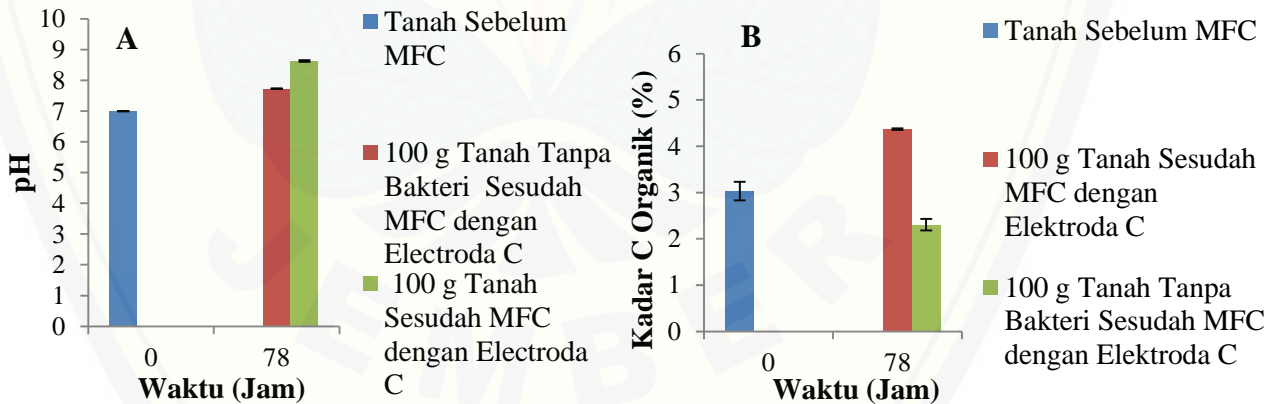 A
10
9
8
7
6
5
4
3
2
1
0
pH
0
78
Waktu (Jam)
Tanah Sebelum
MFC
100 g Tanah Tanpa
Bakteri Sesudah
MFC dengan
Electroda C
100 g Tanah
Sesudah MFC
dengan Electroda
C
B
6
5
4
3
2
1
0
Kadar C Organik (%)
0
78
Waktu (Jam)
Tanah Sebelum MFC
100 g Tanah Sesudah
MFC dengan
Elektroda C
100 g Tanah Tanpa
Bakteri Sesudah MFC
dengan Elektroda C
JEMBER